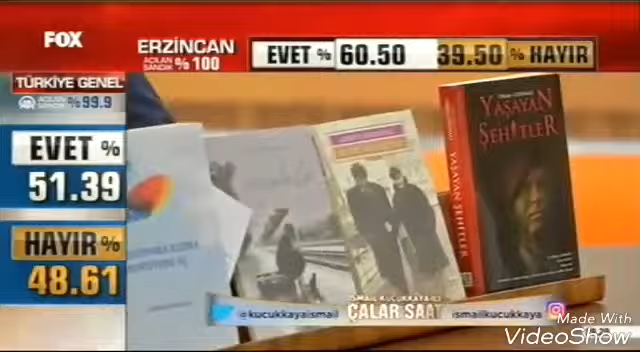 FOX
ERZİNCAN
AÇILAN
SANDIK % 100
EVET % 60.50 39.50 % HAYIR
TÜRKİYE GENEL
AÇILAN
SANDIK %99.9
EVET %
51.39
HAYIR %
48.61
YAŞAYAN
ŞEHİTLER
YAŞAYAN ŞEHİTLER
İSMAİL KÜÇÜKKAYA İLE
@kucukkayaismail ÇALAR SAAT ismailkucukkaya
Made With
VideoShow